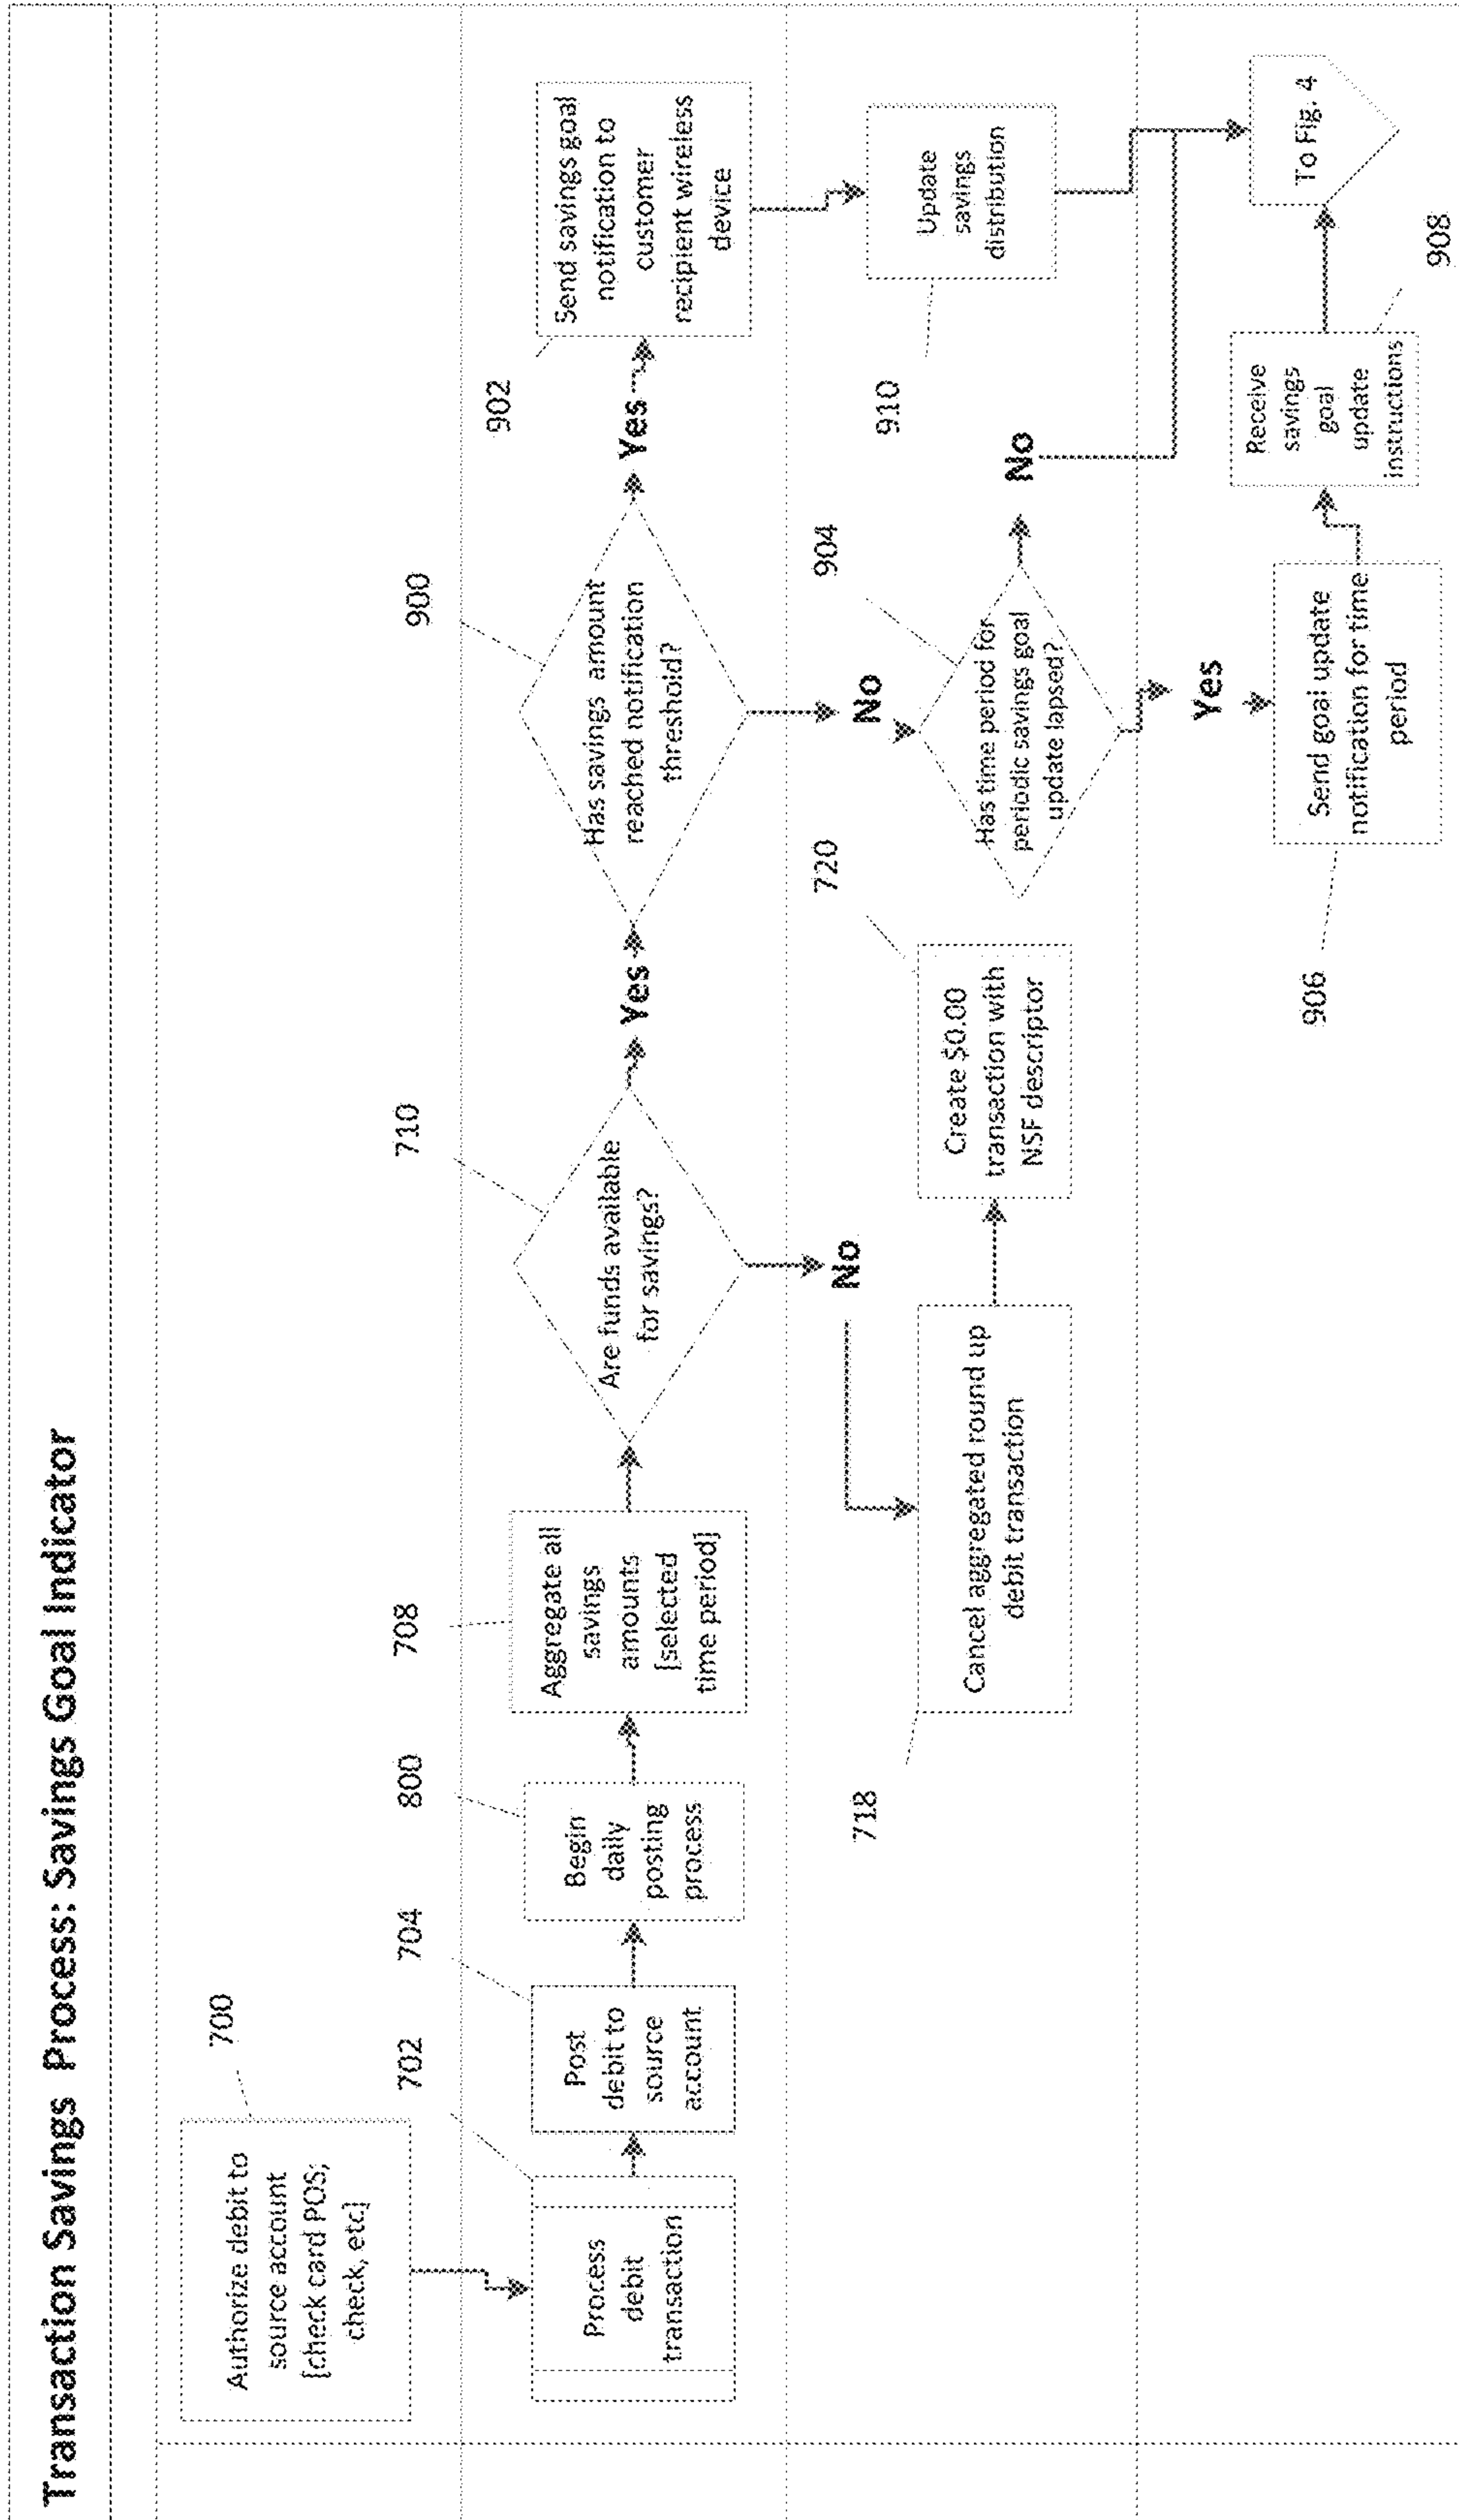 Transaction Savings Process: Savings Goal Indicator
700
Authorize debit to
source account
[check card POS;
check, etc]
702
Process
debit
transaction
704
Post
debit to
source
account
800
Begin
daily
posting
process
708
Aggregate all
savings
amounts
[selected
time period]
710
Are funds available
for savings?
Yes
No
900
Has savings amount
reached notification
threshold?
Yes
No
902
Send savings goal
notification to
customer
recipient wireless
device
718
Cancel aggregated round up
debit transaction
720
Create $0.00
transaction with
NSF descriptor
904
Has time period for
periodic savings goal
update lapsed?
No
Yes
910
Update
savings
distribution
906
Send goal update
notification for time
period
908
Receive
savings
goal
update
instructions
To Fig. 4